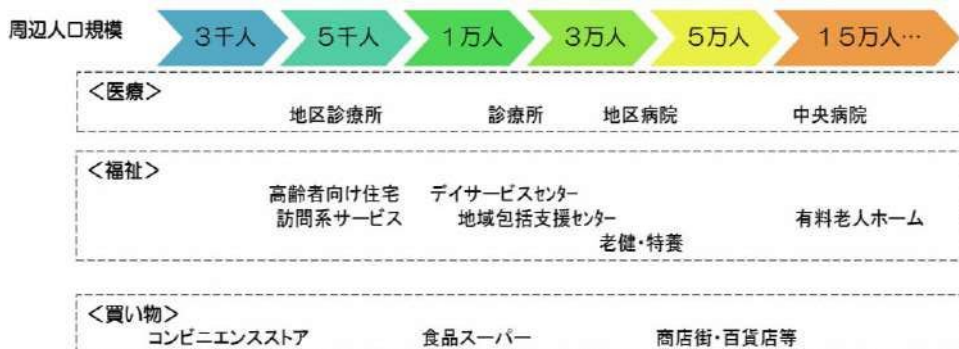 周辺人口規模 3千人 5千人 1万人 3万人 5万人 15万人…
<医療>
地区診療所 診療所 地区病院 中央病院
<福祉>
高齢者向け住宅 デイサービスセンター
訪問系サービス 地域包括支援センター 有料老人ホーム
老健・特養
<買い物>
コンビニエンスストア 食品スーパー 商店街・百貨店等